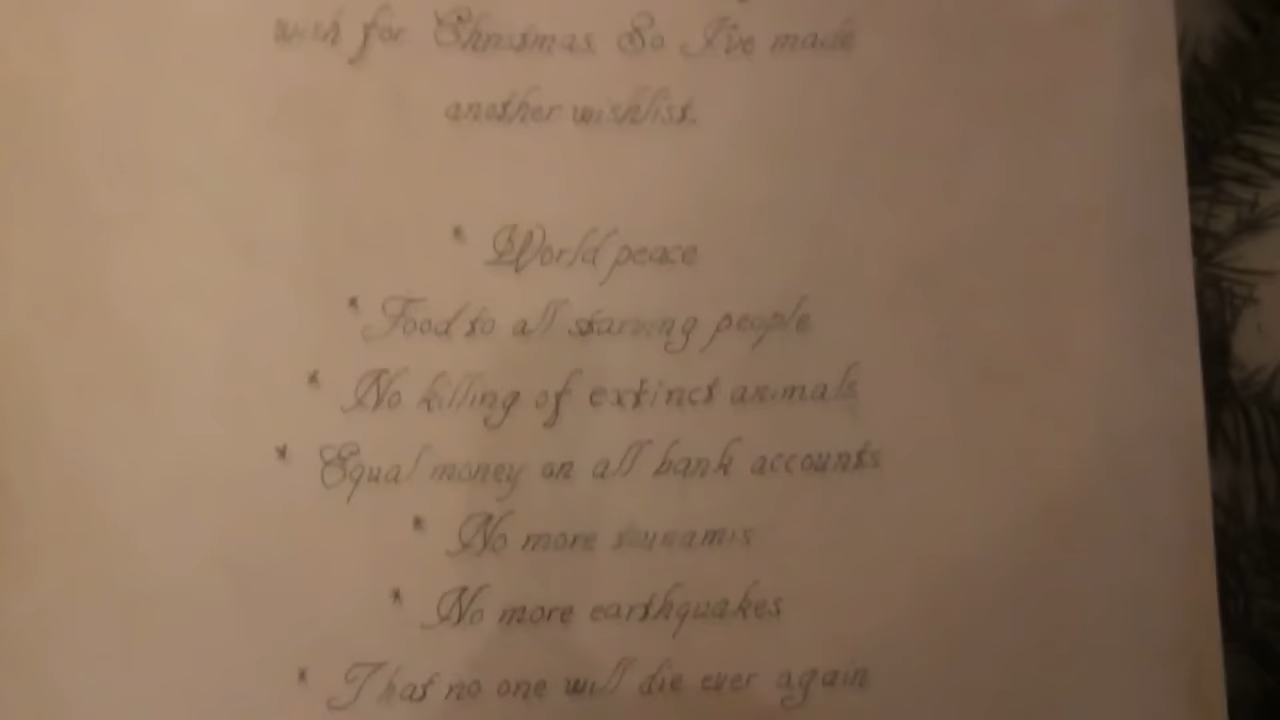 wish for Christmas So I've made
another wishlist.
* World peace
* Food to all starving people
* No killing of extinct animals
* Equal money on all bank accounts
* No more tsunamis
* No more earthquakes
* That no one will die ever again